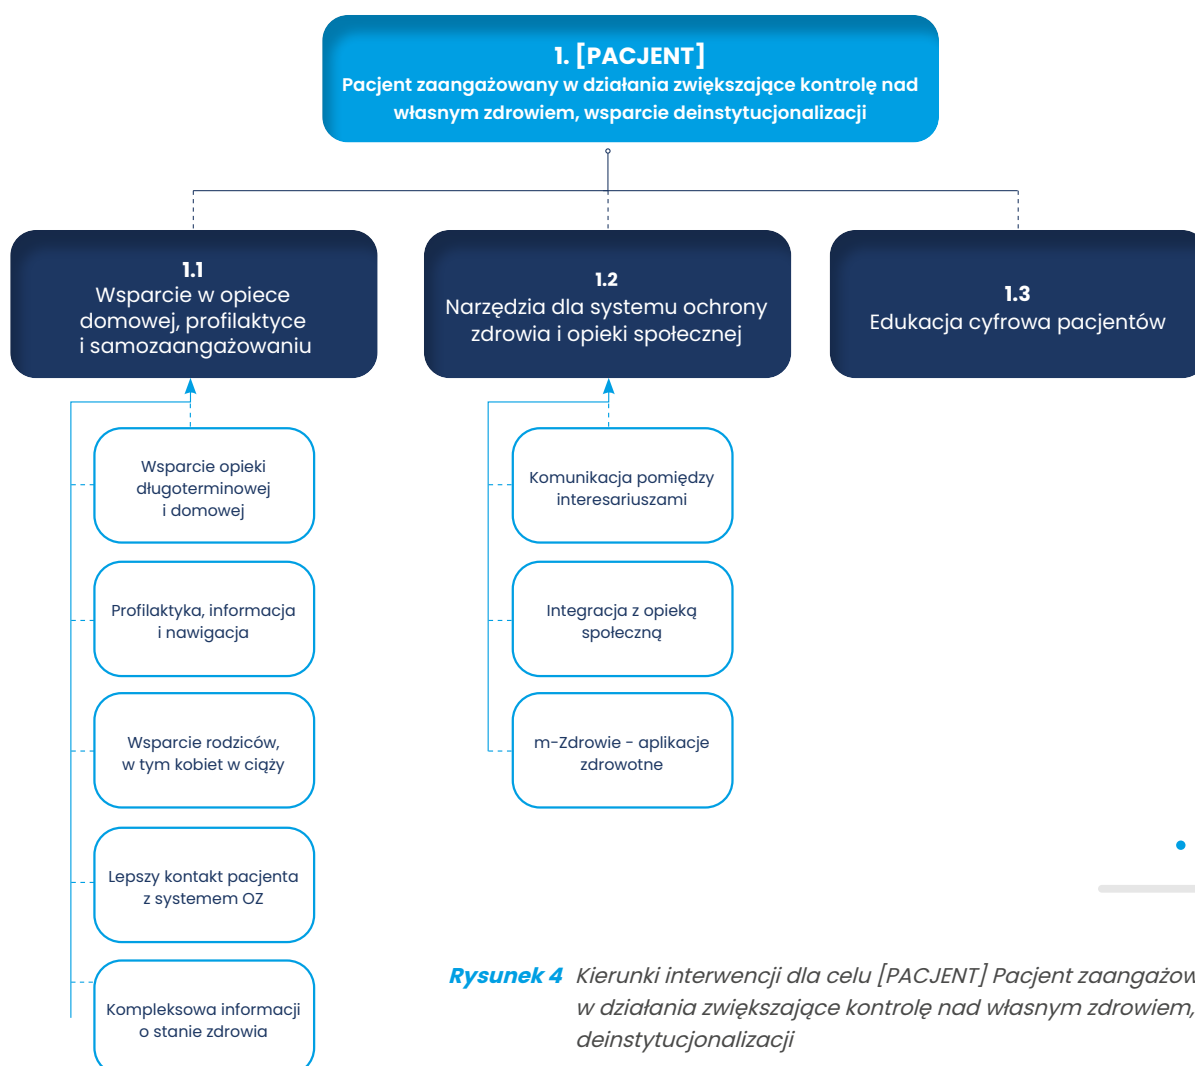 1. [PACJENT]
Pacjent zaangażowany w działania zwiększające kontrolę nad
własnym zdrowiem, wsparcie deinstytucjonalizacji
1.1
Wsparcie w opiece
domowej, profilaktyce
i samozaangażowaniu
1.2
Narzędzia dla systemu ochrony
zdrowia i opieki społecznej
1.3
Edukacja cyfrowa pacjentów
Wsparcie opieki
długoterminowej
i domowej
Profilaktyka, informacja
i nawigacja
Wsparcie rodziców,
w tym kobiet w ciąży
Lepszy kontakt pacjenta
z systemem OZ
Kompleksowa informacji
o stanie zdrowia
Komunikacja pomiędzy
interesariuszami
Integracja z opieką
społeczną
m-Zdrowie - aplikacje
zdrowotne
Rysunek 4 Kierunki interwencji dla celu [PACJENT] Pacjent zaangażow
w działania zwiększające kontrolę nad własnym zdrowiem,
deinstytucjonalizacji